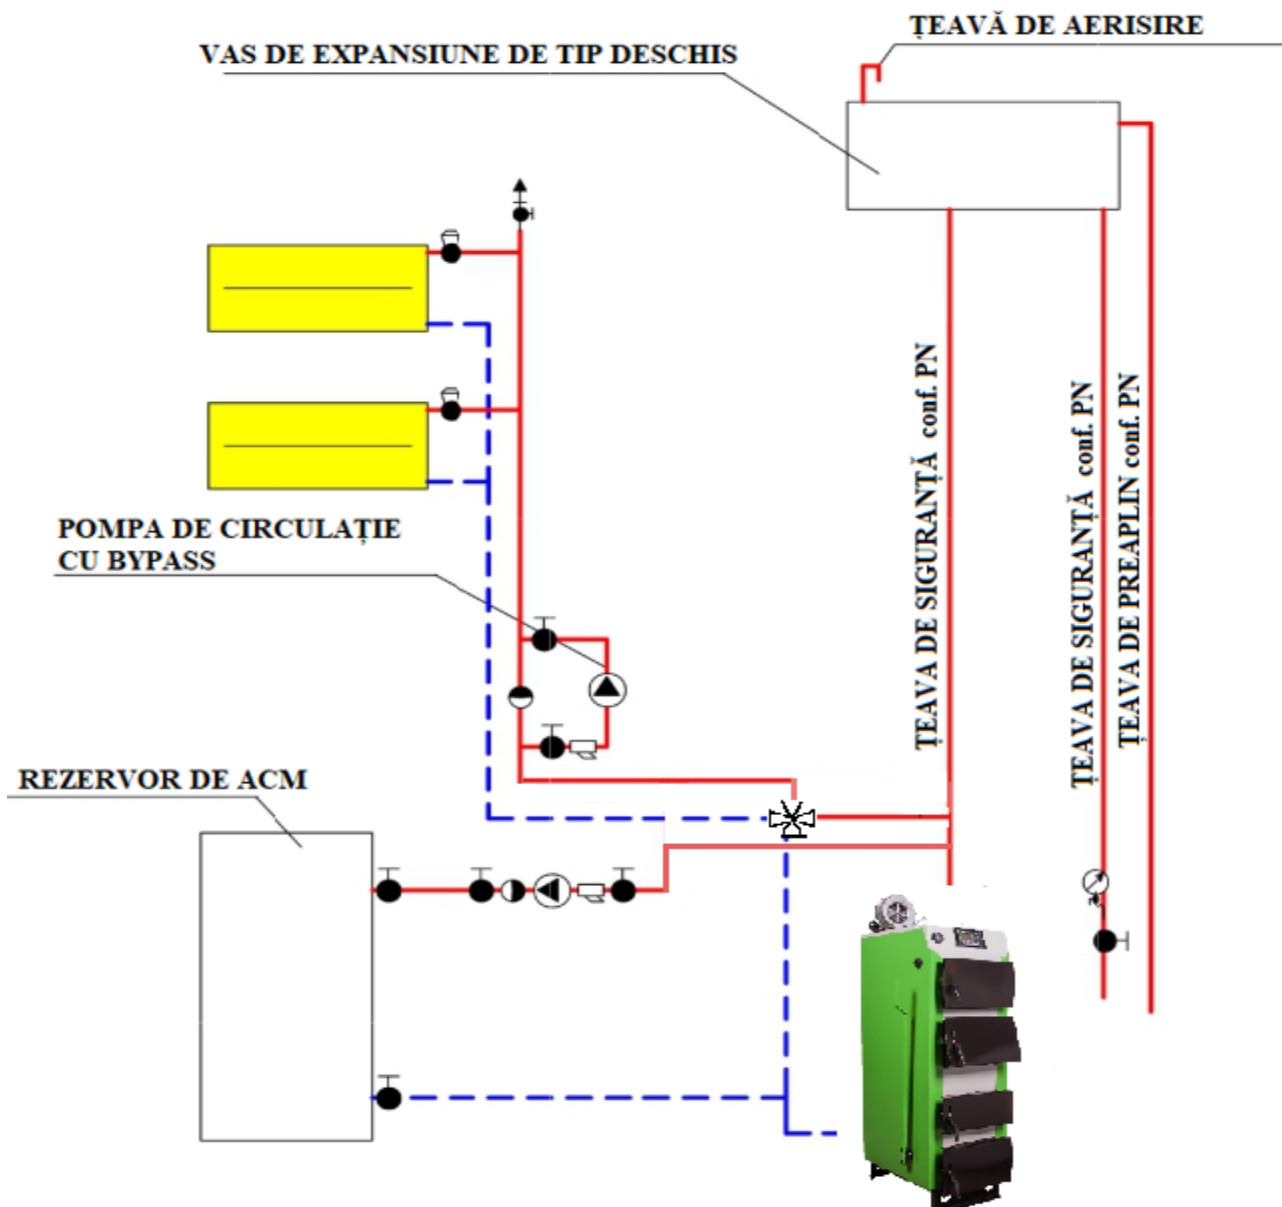 ȚEAVĂ DE AERISIRE
VAS DE EXPANSIUNE DE TIP DESCHIS
ȚEAVA DE SIGURANȚĂ conf. PN
ȚEAVA DE SIGURANȚĂ conf. PN
ȚEAVA DE PREAPLIN conf. PN
POMPA DE CIRCULAȚIE
CU BYPASS
REZERVOR DE ACM